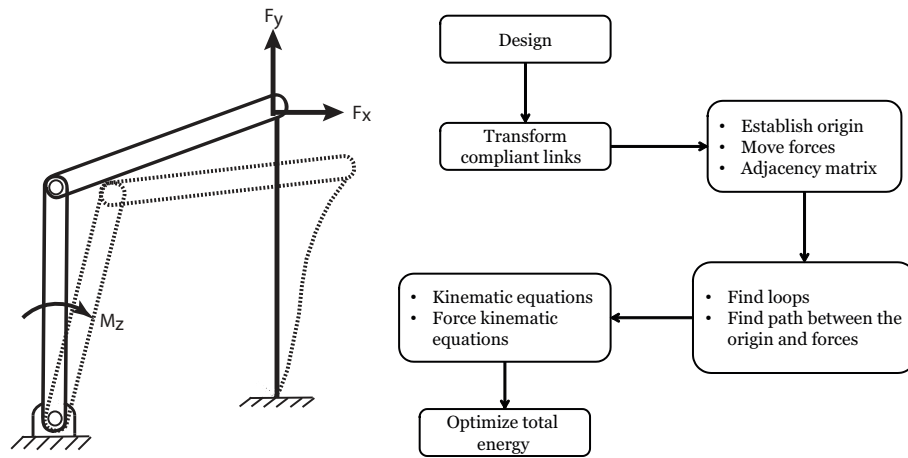 Fy
Fx
Mz
Design
Transform
compliant links
• Establish origin
• Move forces
• Adjacency matrix
• Find loops
• Find path between the
origin and forces
• Kinematic equations
• Force kinematic
equations
Optimize total
energy